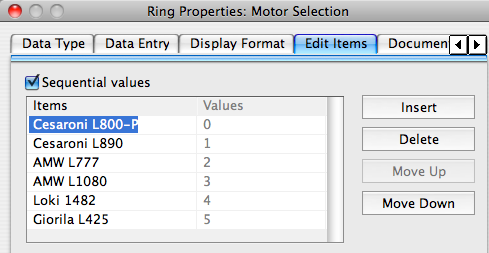 Ring Properties: Motor Selection
Data Type Data Entry Display Format Edit Items Documen
Sequential values
Items Values
Cesaroni L800-P 0
Cesaroni L890 1
AMW L777 2
AMW L1080 3
Loki 1482 4
Giorila L425 5
Insert
Delete
Move Up
Move Down